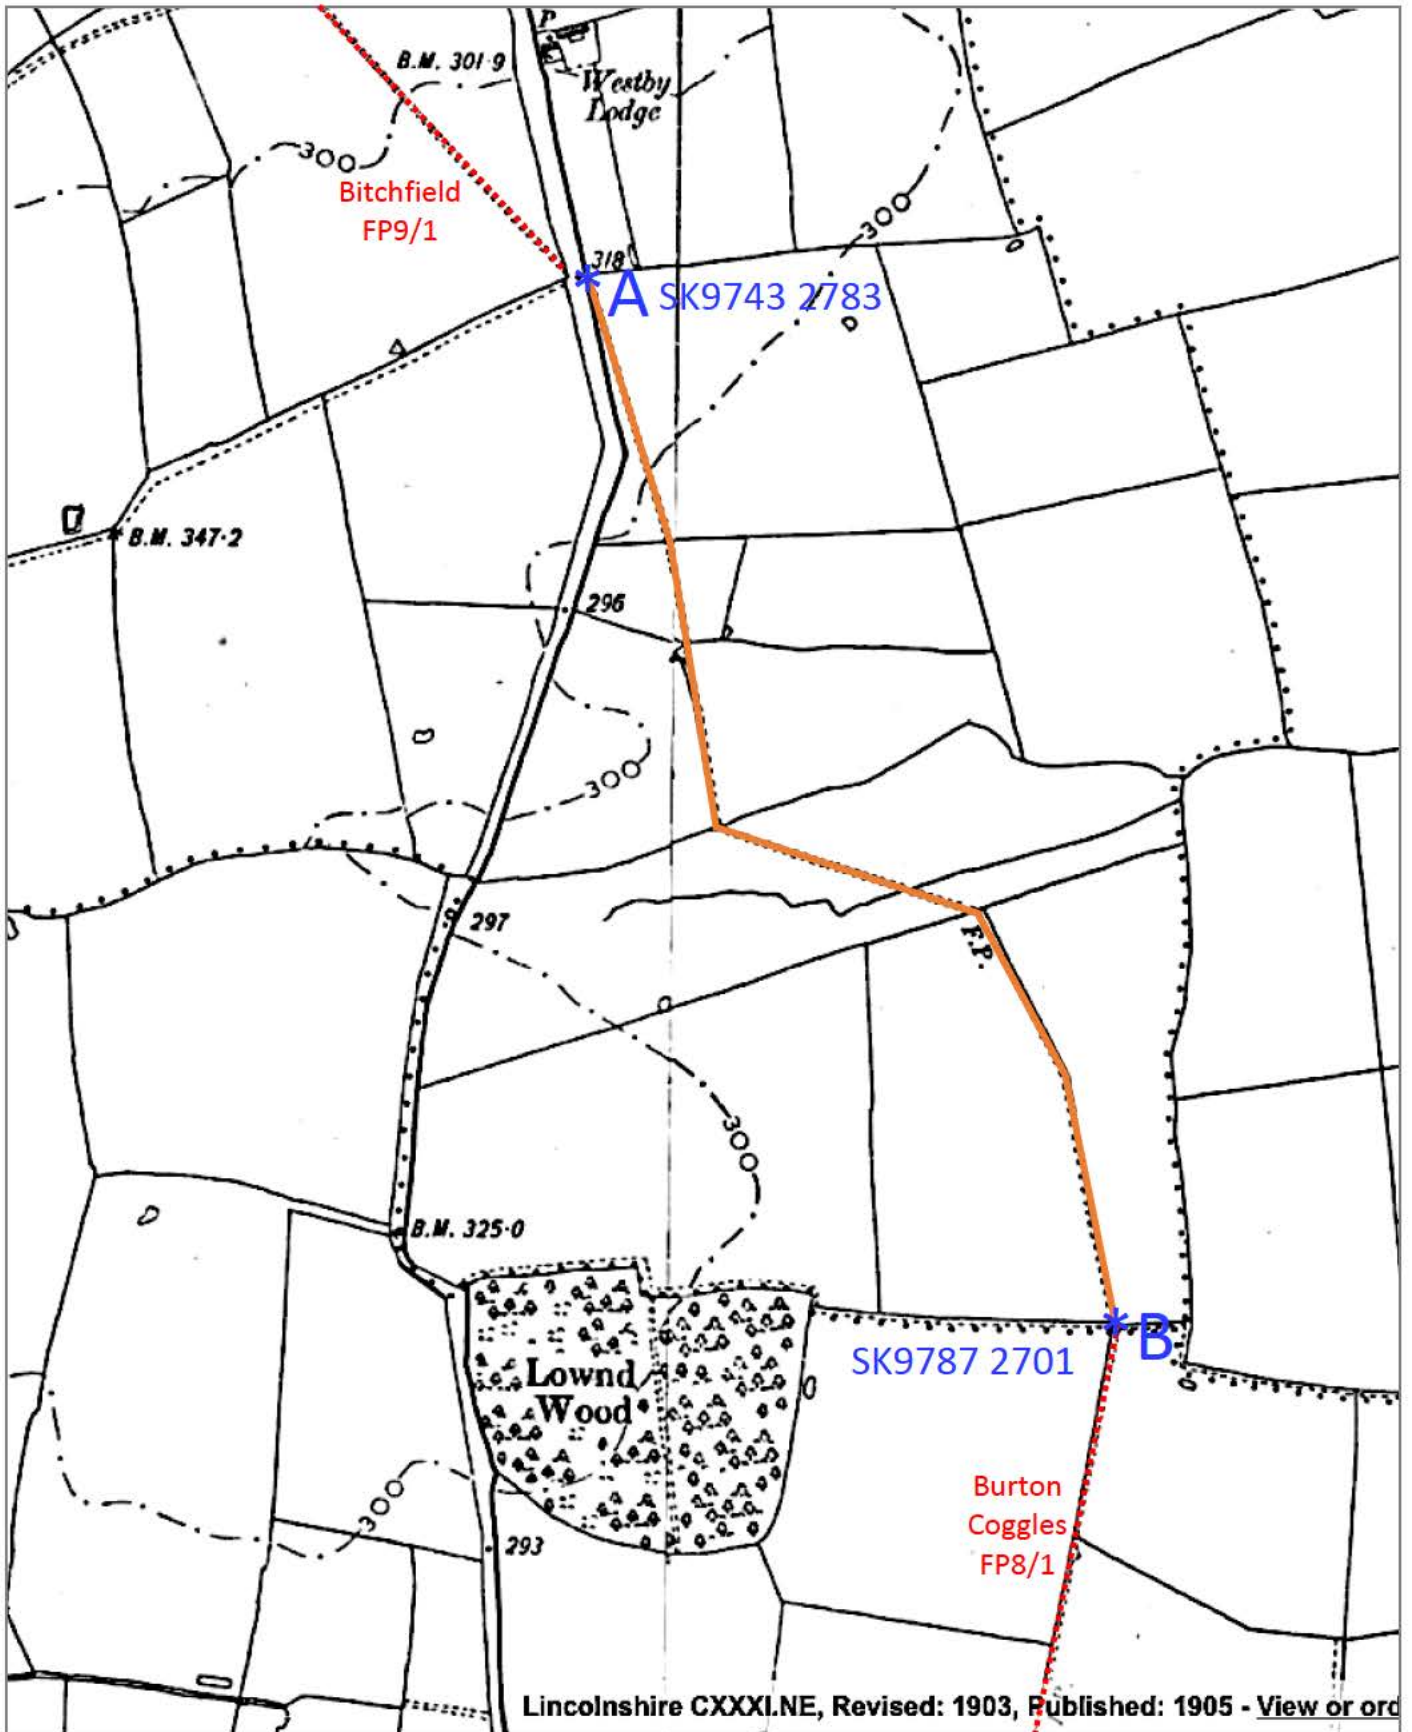 P
B.M. 301·9
Westby
Lodge
300
Bitchfield
FP9/1
300
318
A SK9743 2783
B.M. 347·2
296
300
297
F.P.
300
B.M. 325·0
Lownd
Wood
B
SK9787 2701
300
Burton
Coggles
FP8/1
293
Lincolnshire CXXXI.NE, Revised: 1903, Published: 1905 - View or ord